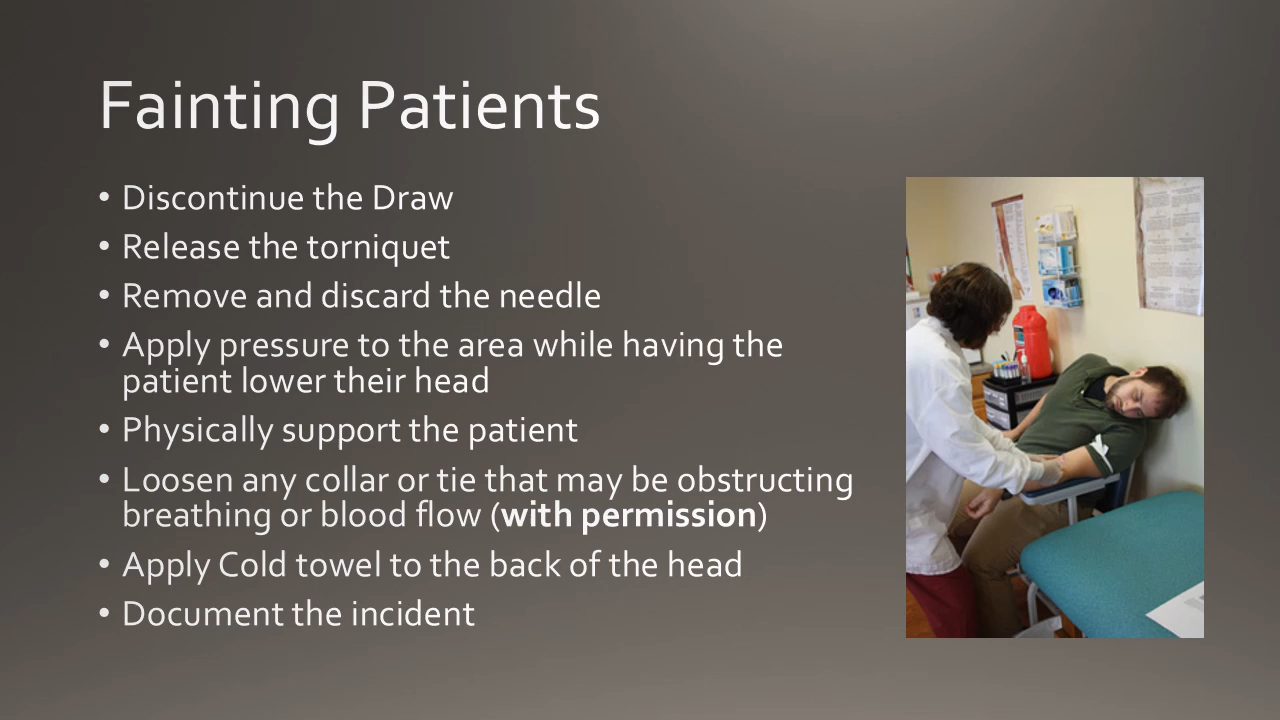 Fainting Patients
• Discontinue the Draw
• Release the torniquet
• Remove and discard the needle
• Apply pressure to the area while having the
patient lower their head
• Physically support the patient
• Loosen any collar or tie that may be obstructing
breathing or blood flow (with permission)
• Apply Cold towel to the back of the head
• Document the incident